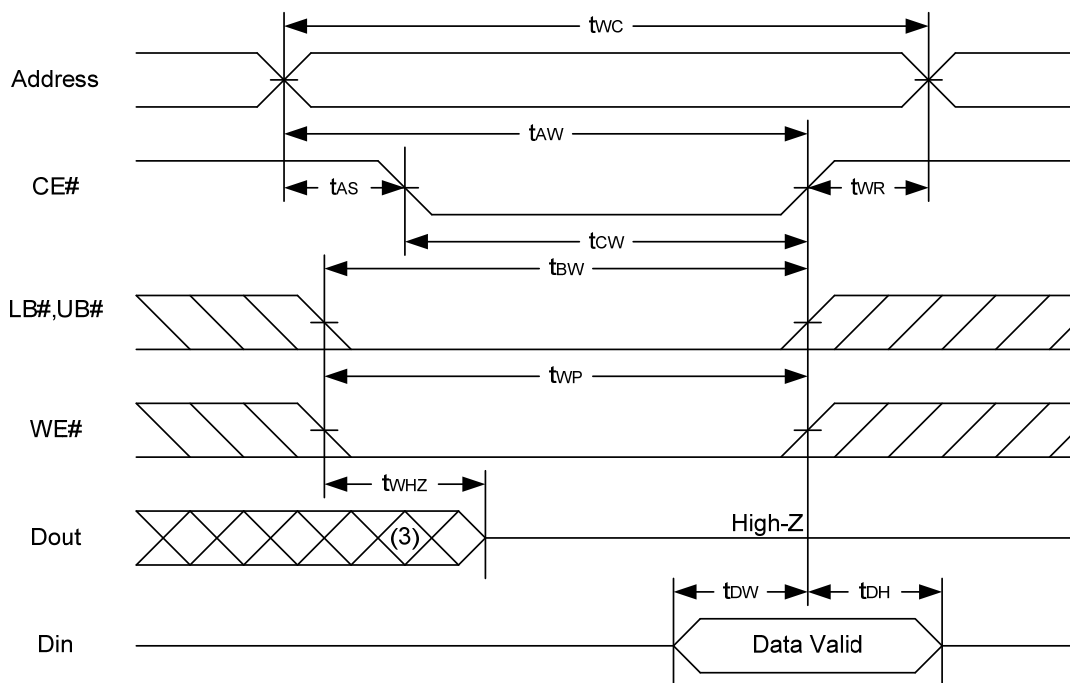 tWC
Address
tAW
CE#
tAS
tWR
tCW
tBW
LB#,UB#
tWP
WE#
tWHZ
Dout
(3)
High-Z
tDW
tDH
Din
Data Valid